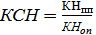 КСН = КНпп / КНоп